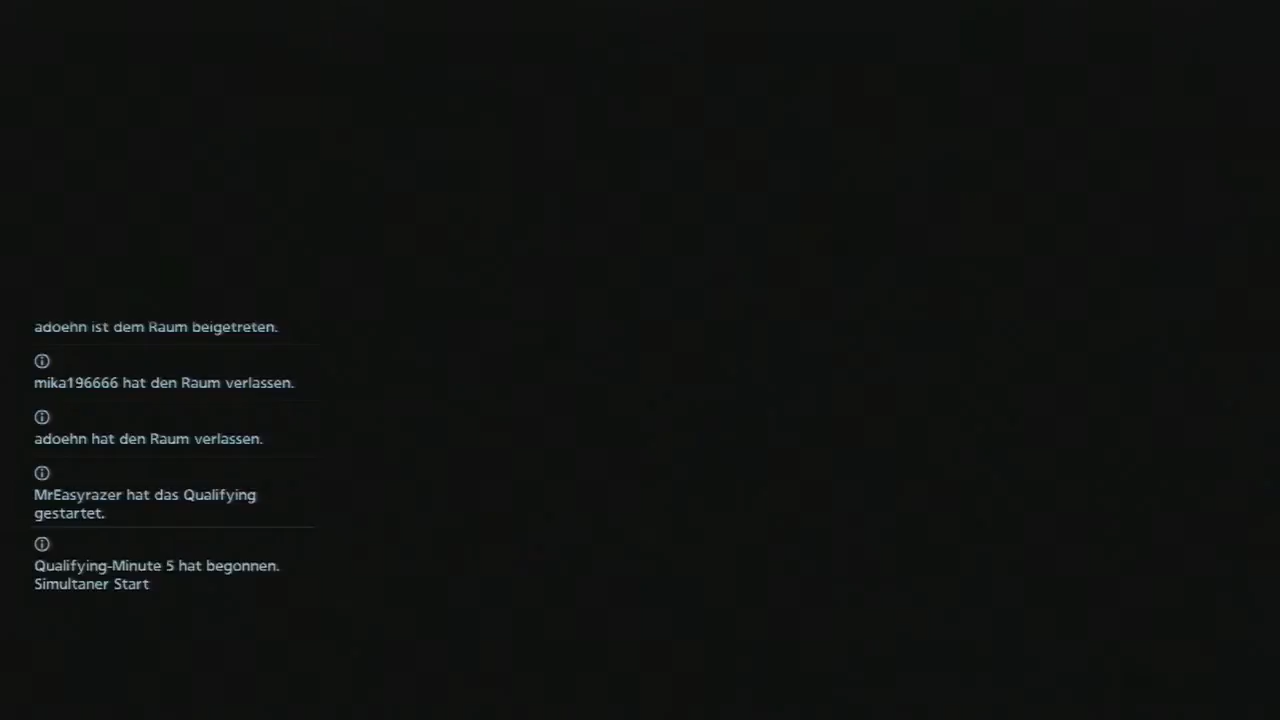 adoehn ist dem Raum beigetreten.
mika196666 hat den Raum verlassen.
adoehn hat den Raum verlassen.
MrEasyrazer hat das Qualifying
gestartet.
Qualifying-Minute 5 hat begonnen.
Simultaner Start